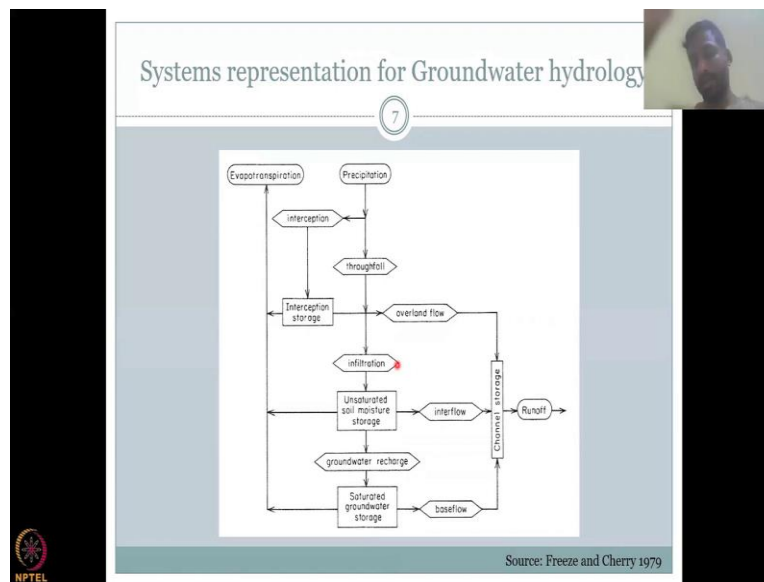 Systems representation for Groundwater hydrology
7
Evapotranspiration
Precipitation
interception
throughfall
Interception
storage
overland flow
infiltration
Unsaturated
soil moisture
storage
interflow
Channel storage
Runoff
groundwater recharge
Saturated
groundwater
storage
baseflow
Source: Freeze and Cherry 1979
NPTEL